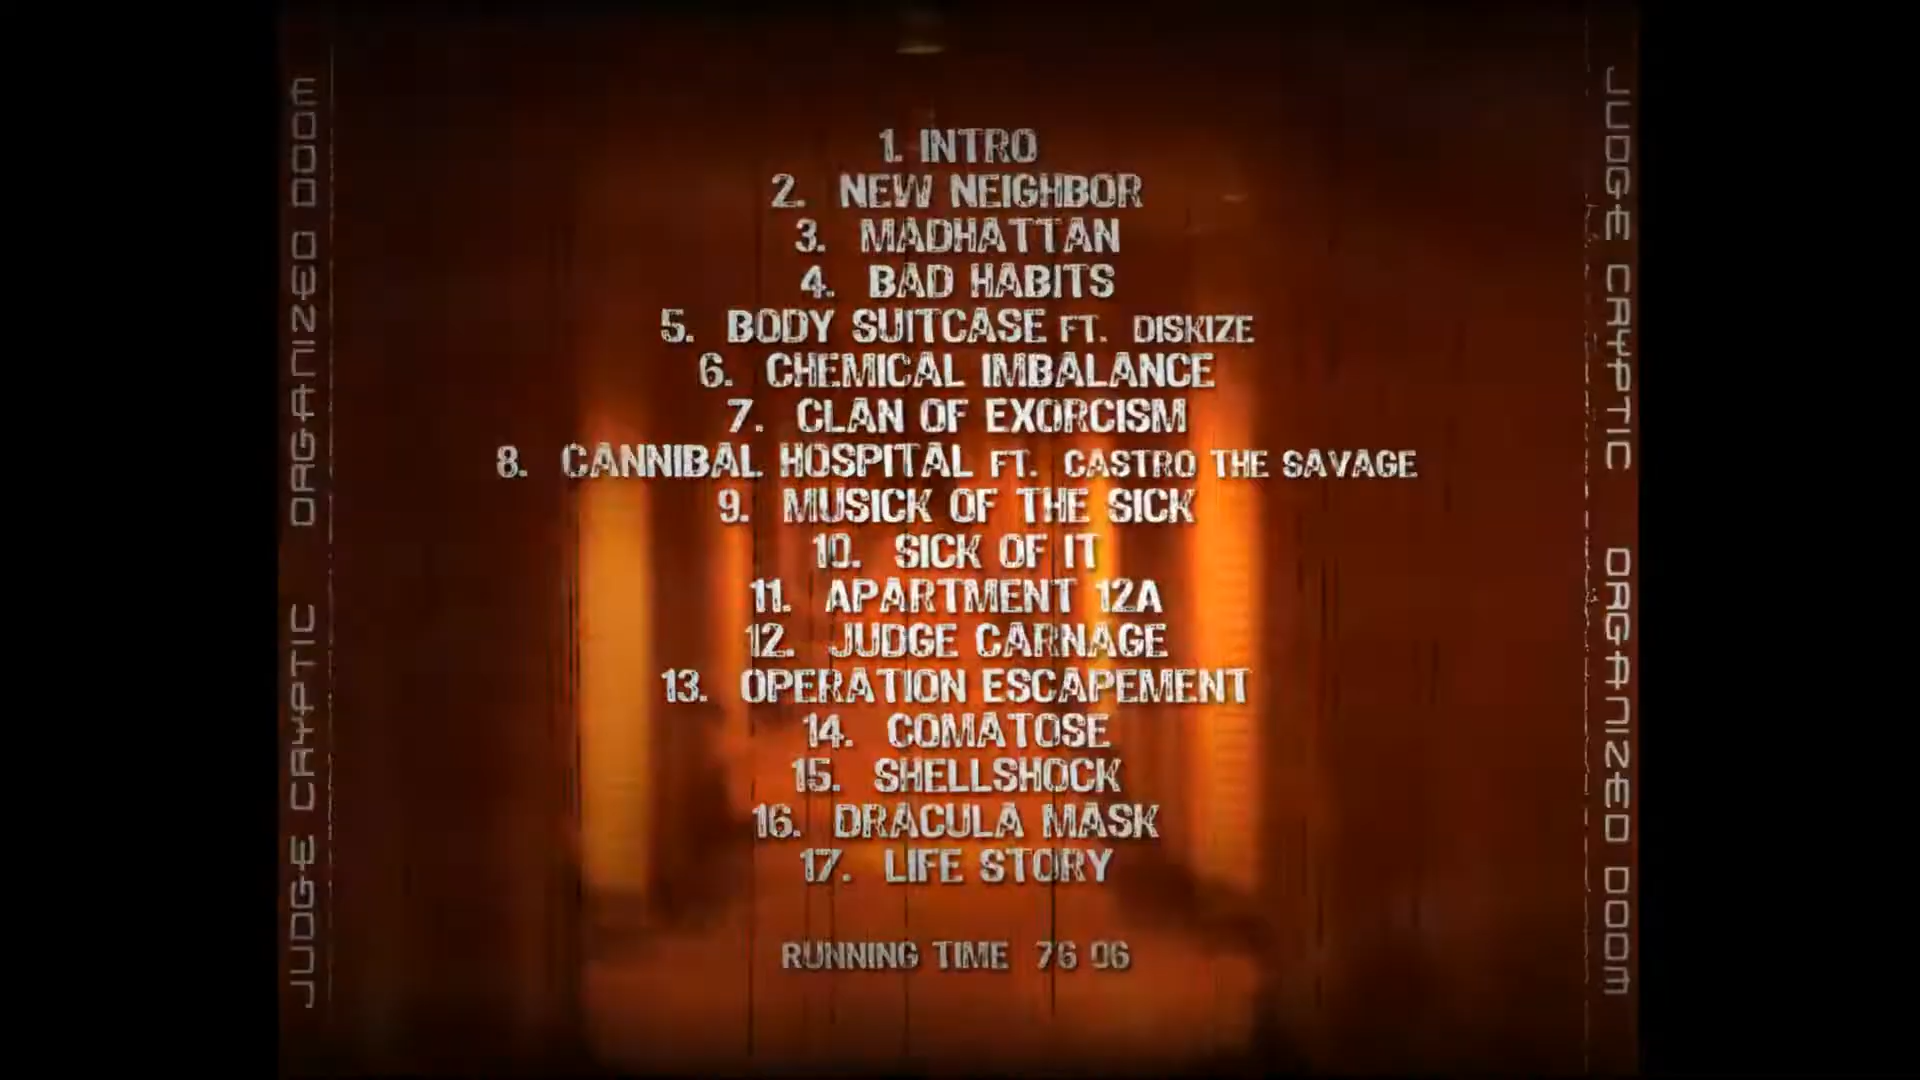 JUDGE CRYPTIC ORGANIZED DOOM
1. INTRO
2. NEW NEIGHBOR
3. MADHATTAN
4. BAD HABITS
5. BODY SUITCASE FT. DISKIZE
6. CHEMICAL IMBALANCE
7. CLAN OF EXORCISM
8. CANNIBAL HOSPITAL FT. CASTRO THE SAVAGE
9. MUSICK OF THE SICK
10. SICK OF IT
11. APARTMENT 12A
12. JUDGE CARNAGE
13. OPERATION ESCAPEMENT
14. COMATOSE
15. SHELLSHOCK
16. DRACULA MASK
17. LIFE STORY
RUNNING TIME 76 06
JUDGE CRYPTIC ORGANIZED DOOM